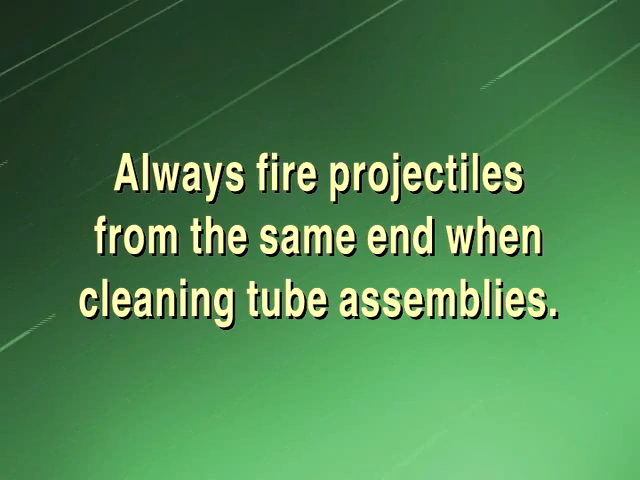 Always fire projectiles
from the same end when
cleaning tube assemblies.